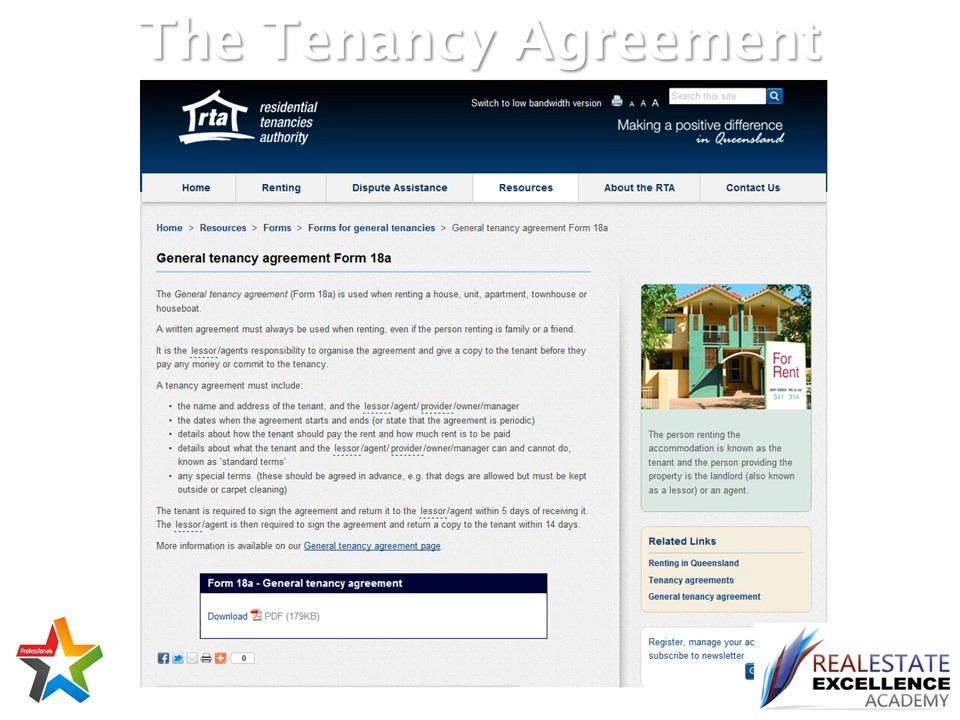 The Tenancy Agreement
rta
residential
tenancies
authority
Switch to low bandwidth version A A A Search this site
Making a positive difference
in Queensland
Home Renting Dispute Assistance Resources About the RTA Contact Us
Home > Resources > Forms > Forms for general tenancies > General tenancy agreement Form 18a
General tenancy agreement Form 18a
The General tenancy agreement (Form 18a) is used when renting a house, unit, apartment, townhouse or
houseboat.
A written agreement must always be used when renting, even if the person renting is family or a friend.
It is the lessor/agents responsibility to organise the agreement and give a copy to the tenant before they
pay any money or commit to the tenancy.
A tenancy agreement must include:
• the name and address of the tenant, and the lessor/agent/provider/owner/manager
• the dates when the agreement starts and ends (or state that the agreement is periodic)
• details about how the tenant should pay the rent and how much rent is to be paid
• details about what the tenant and the lessor/agent/provider/owner/manager can and cannot do,
known as 'standard terms'
• any special terms (these should be agreed in advance, e.g. that dogs are allowed but must be kept
outside or carpet cleaning)
The tenant is required to sign the agreement and return it to the lessor/agent within 5 days of receiving it.
The lessor/agent is then required to sign the agreement and return a copy to the tenant within 14 days.
More information is available on our General tenancy agreement page.
Form 18a - General tenancy agreement
Download PDF (179KB)
0
For
Rent
341 394
The person renting the
accommodation is known as the
tenant and the person providing the
property is the landlord (also known
as a lessor) or an agent.
Related Links
Renting in Queensland
Tenancy agreements
General tenancy agreement
Register, manage your ac
subscribe to newsletter
Professionals
REALESTATE
EXCELLENCE
ACADEMY